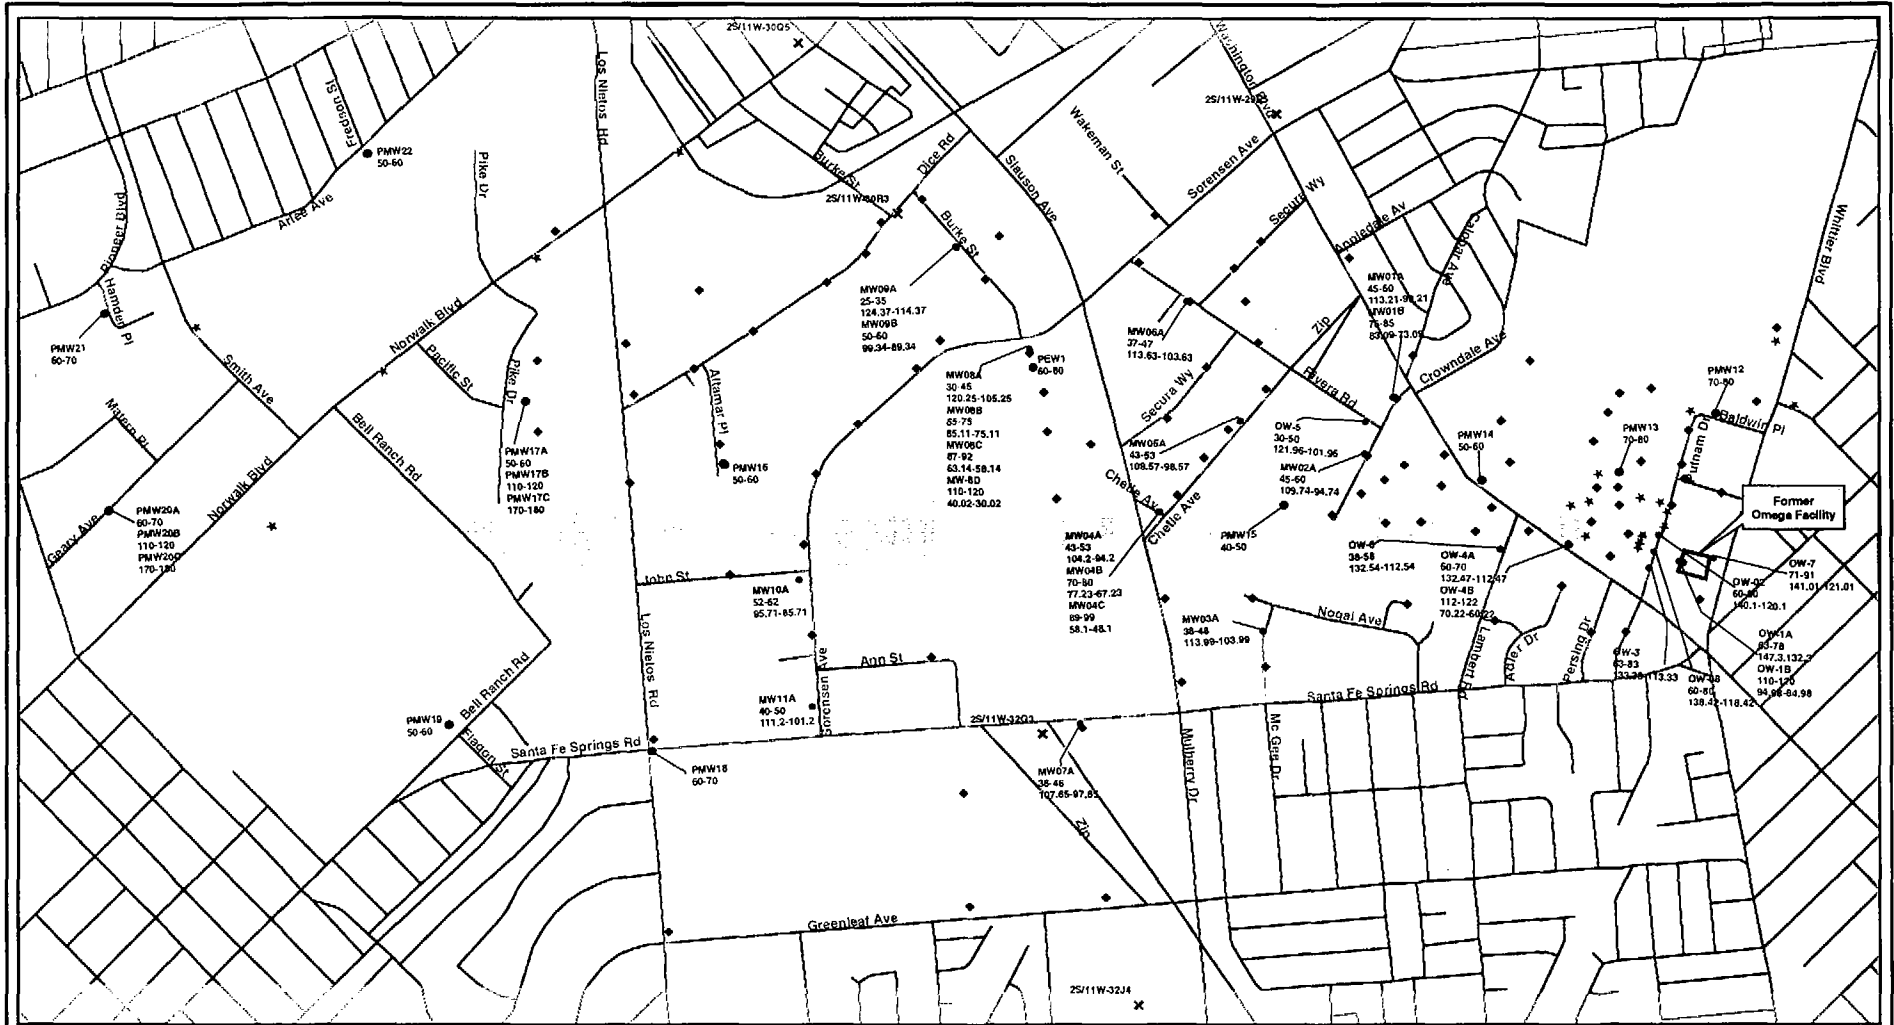 2S/11W-30Q5
Washington Blvd
Los Nietos Rd
Fredson St
PMW22
50-60
Pike Dr
Burke St
Dice Rd
Slauson Ave
Wakeman St
Sorensen Ave
Secura Wy
Appledale Av
Calobar Ave
Whittier Blvd
Pioneer Blvd
Arlee Ave
2S/11W-30R3
Burke St
Hamden Pl
PMW21
60-70
Norwalk Blvd
MW09A
25-35
124.37-114.37
MW09B
50-60
99.34-89.34
MW06A
37-47
113.63-103.63
Zip
MW01A
45-60
MW01B
75-85
Crowndale Ave
Smith Ave
Pacific St
Pike Dr
Altamar Pl
PEW1
60-80
MW08A
30-45
120.25-105.25
MW08B
65-75
85.11-75.11
MW08C
87-92
63.14-58.14
MW-8D
110-120
40.02-30.02
Secura Wy
Rivera Rd
PMW12
70-80
Baldwin Pl
Putnam Dr
Matern Pl
Bell Ranch Rd
Norwalk Blvd
PMW17A
50-60
PMW17B
110-120
PMW17C
170-180
PMW16
50-60
MW05A
43-53
108.57-98.57
OW-5
30-50
121.96-101.96
MW02A
45-60
109.74-94.74
PMW14
50-60
PMW13
70-80
Chetle Ave
Chetle Ave
Former
Omega Facility
Geary Ave
PMW20A
60-70
PMW20B
110-120
PMW20C
170-180
PMW15
40-50
MW04A
43-53
104.2-94.2
MW04B
70-80
77.23-67.23
MW04C
89-99
58.1-48.1
OW-6
38-58
132.54-112.54
OW-4A
50-70
132.47-112.47
OW-4B
112-122
70.22-60.22
OW-7
71-91
141.01-121.01
OW-02
60-80
140.1-120.1
John St
MW10A
52-62
95.71-85.71
MW03A
38-48
113.99-103.99
Nogal Ave
Lambert Rd
Adler Dr
Persing Dr
OW-1A
63-78
OW-1B
110-120
94.98-84.98
OW-3
63-83
OW-08
60-80
138.42-118.42
Los Nietos Rd
Ann St
Sorensen Ave
MW11A
40-50
111.2-101.2
Bell Ranch Rd
PMW19
50-60
Fladon St
Santa Fe Springs Rd
Santa Fe Springs Rd
2S/11W-32G3
PMW18
60-70
MW07A
36-46
107.65-97.65
Mulberry Dr
Mc Gee Dr
Zip
Greenleaf Ave
2S/11W-32J4